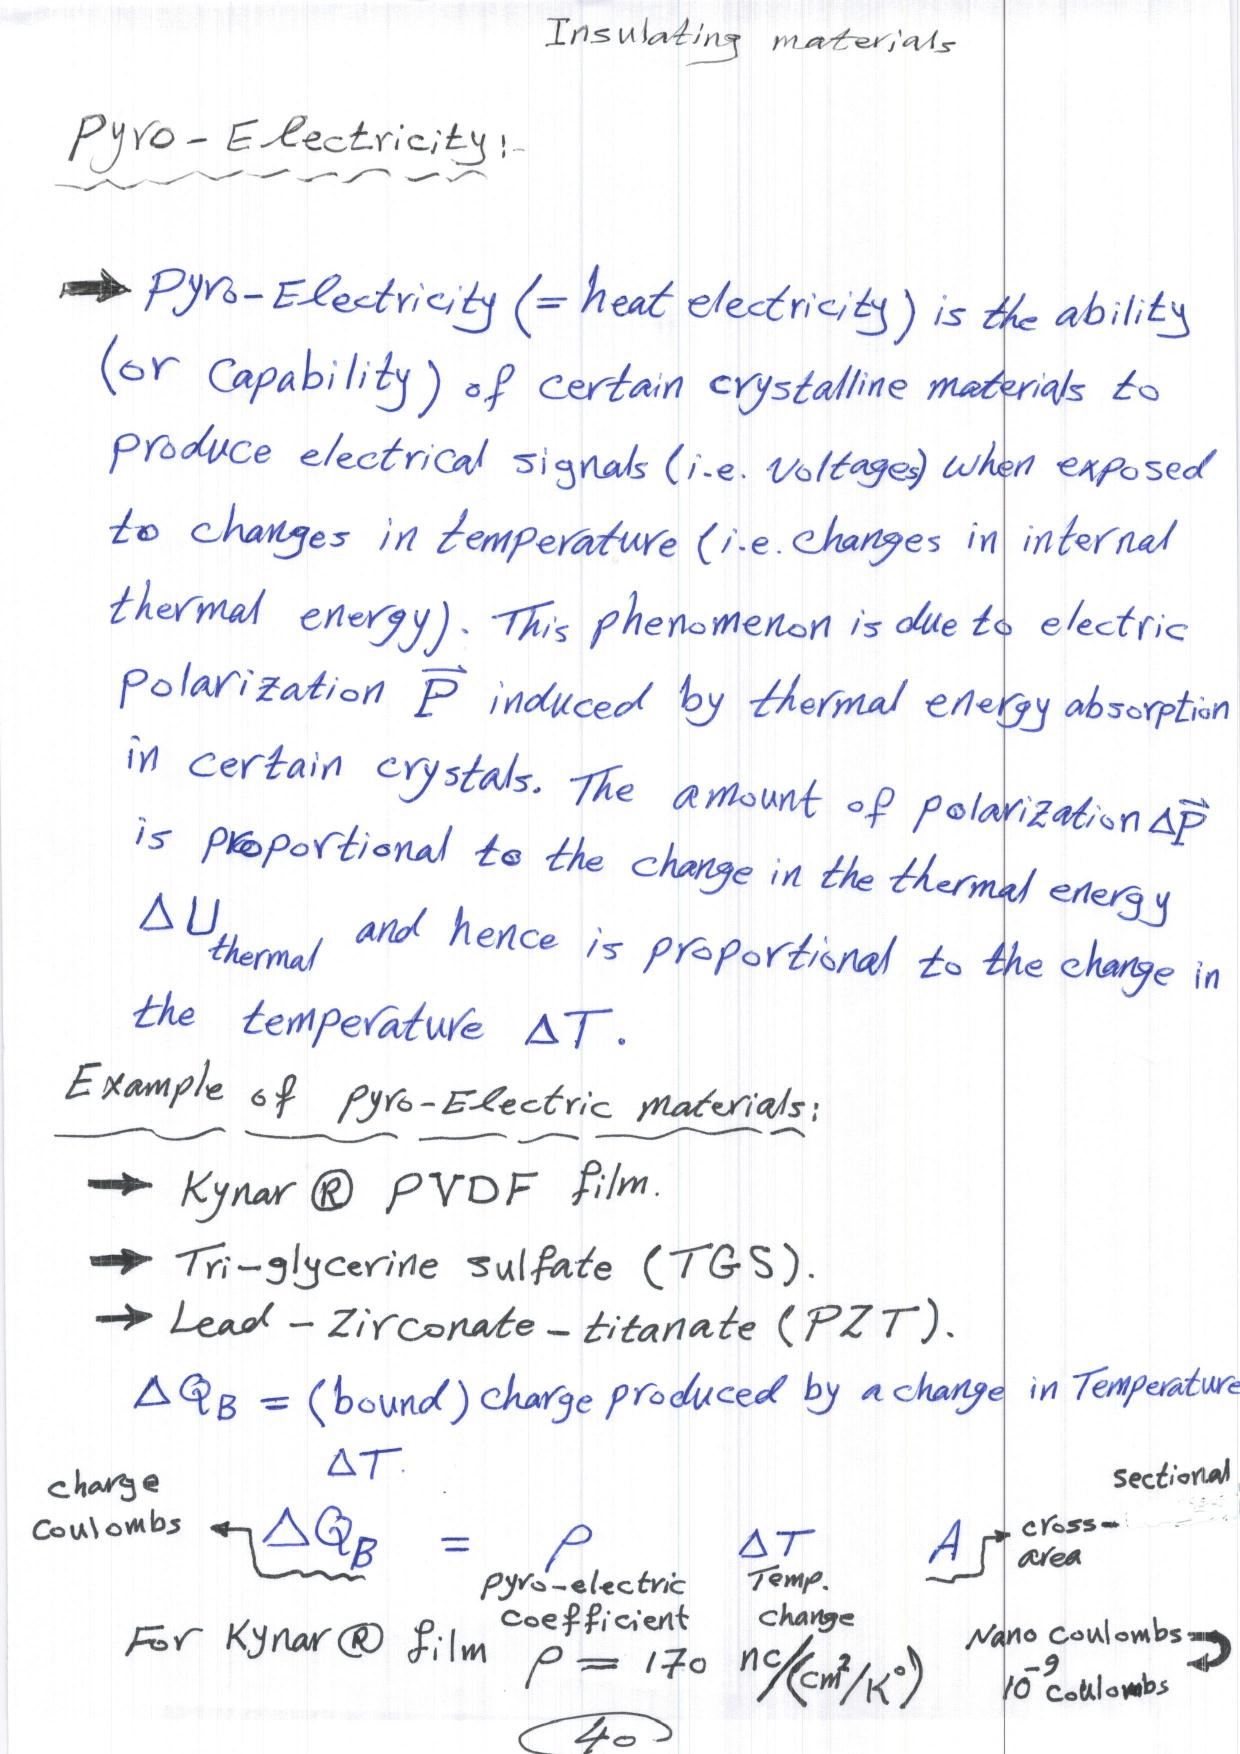 Insulating materials
Pyro-Electricity:-
➡ Pyro-Electricity (= heat electricity) is the ability
(or capability) of certain crystalline materials to
produce electrical signals (i.e. voltages) when exposed
to changes in temperature (i.e. changes in internal
thermal energy). This phenomenon is due to electric
polarization P⃗ induced by thermal energy absorption
in certain crystals. The amount of polarization ΔP⃗
is proportional to the change in the thermal energy
ΔU thermal and hence is proportional to the change in
the temperature ΔT.
Example of pyro-Electric materials:
→ Kynar ® PVDF film.
→ Tri-glycerine sulfate (TGS).
→ Lead-Zirconate-titanate (PZT).
ΔQB = (bound) charge produced by a change in Temperature
ΔT.
charge
coulombs ← ΔQB = ρ ΔT A → cross-sectional
area
pyro-electric
coefficient
Temp.
change
For Kynar ® film ρ = 170 nc/(cm²/K°)
Nano coulombs
10⁻⁹ coulombs
40